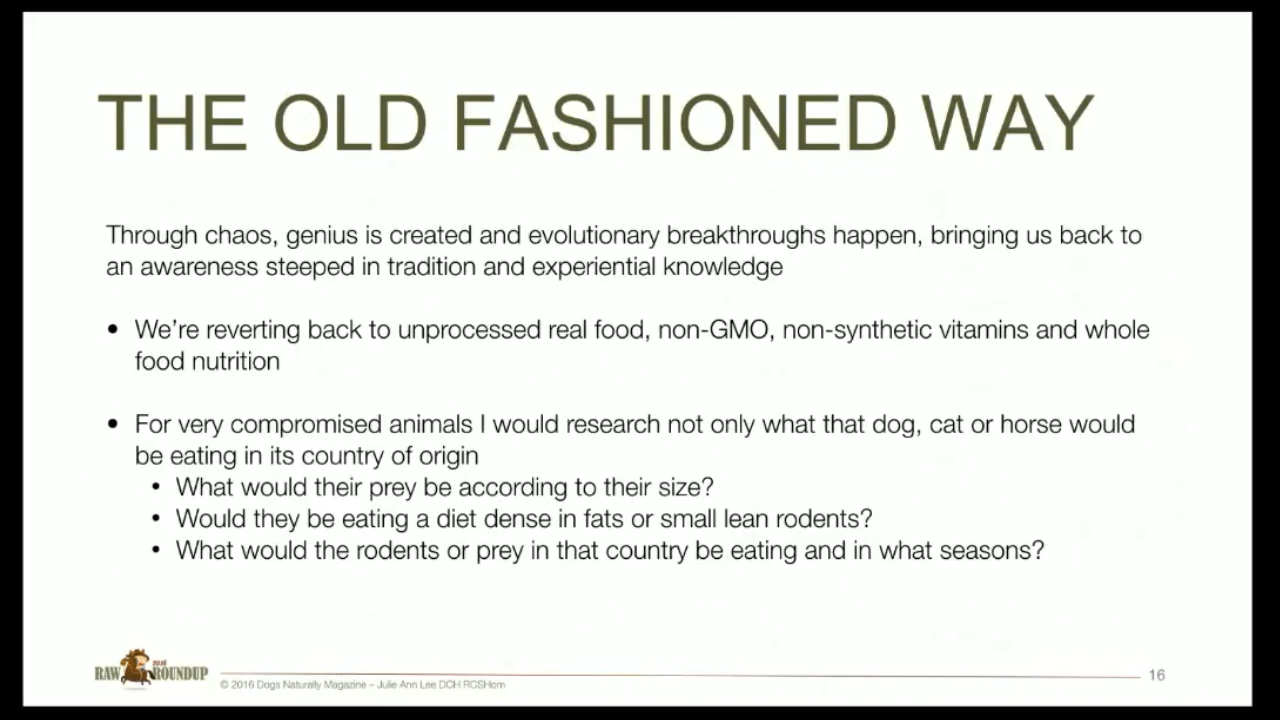 THE OLD FASHIONED WAY
Through chaos, genius is created and evolutionary breakthroughs happen, bringing us back to
an awareness steeped in tradition and experiential knowledge
• We’re reverting back to unprocessed real food, non-GMO, non-synthetic vitamins and whole
food nutrition
• For very compromised animals I would research not only what that dog, cat or horse would
be eating in its country of origin
• What would their prey be according to their size?
• Would they be eating a diet dense in fats or small lean rodents?
• What would the rodents or prey in that country be eating and in what seasons?
RAW 2016 ROUNDUP
© 2016 Dogs Naturally Magazine – Julie Ann Lee DCH RCSHom
16